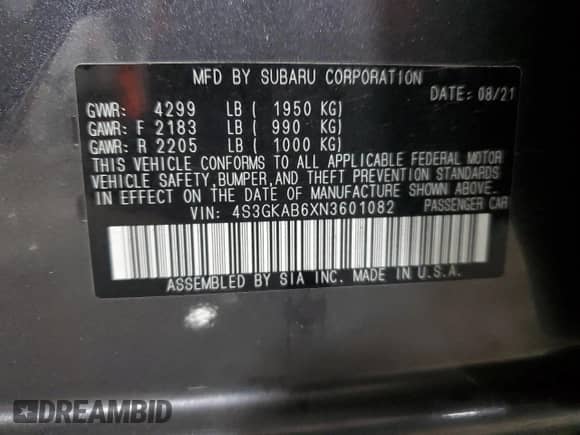 MFD BY SUBARU CORPORATION
DATE: 08/21
GVWR: 4299 LB ( 1950 KG)
GAWR: F 2183 LB ( 990 KG)
GAWR: R 2205 LB ( 1000 KG)
THIS VEHICLE CONFORMS TO ALL APPLICABLE FEDERAL MOTOR
VEHICLE SAFETY,BUMPER,AND THEFT PREVENTION STANDARDS
IN EFFECT ON THE DATE OF MANUFACTURE SHOWN ABOVE.
VIN: 4S3GKAB6XN3601082 PASSENGER CAR
ASSEMBLED BY SIA INC. MADE IN U.S.A.
DREAMBID